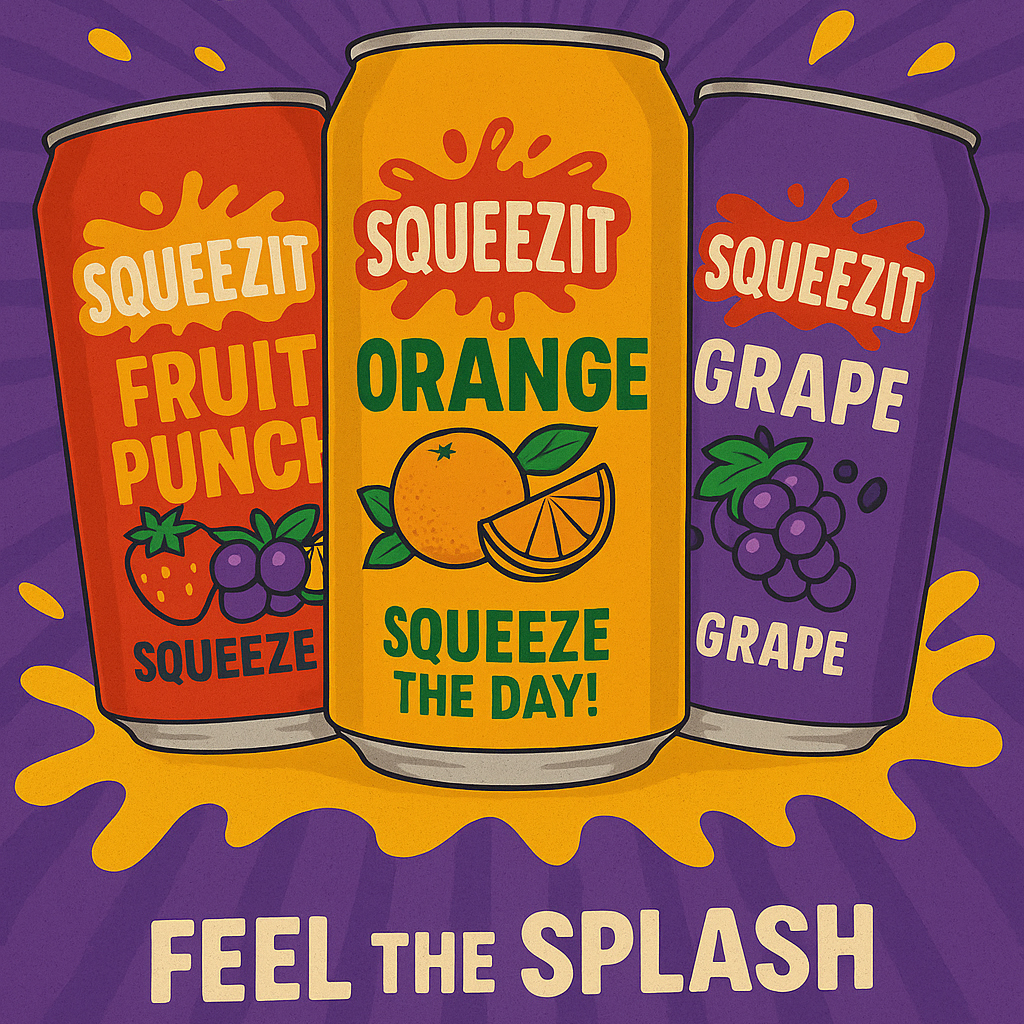 SQUEEZIT
FRUIT
PUNCH
SQUEEZE
SQUEEZIT
ORANGE
SQUEEZE
THE DAY!
SQUEEZIT
GRAPE
GRAPE
FEEL THE SPLASH